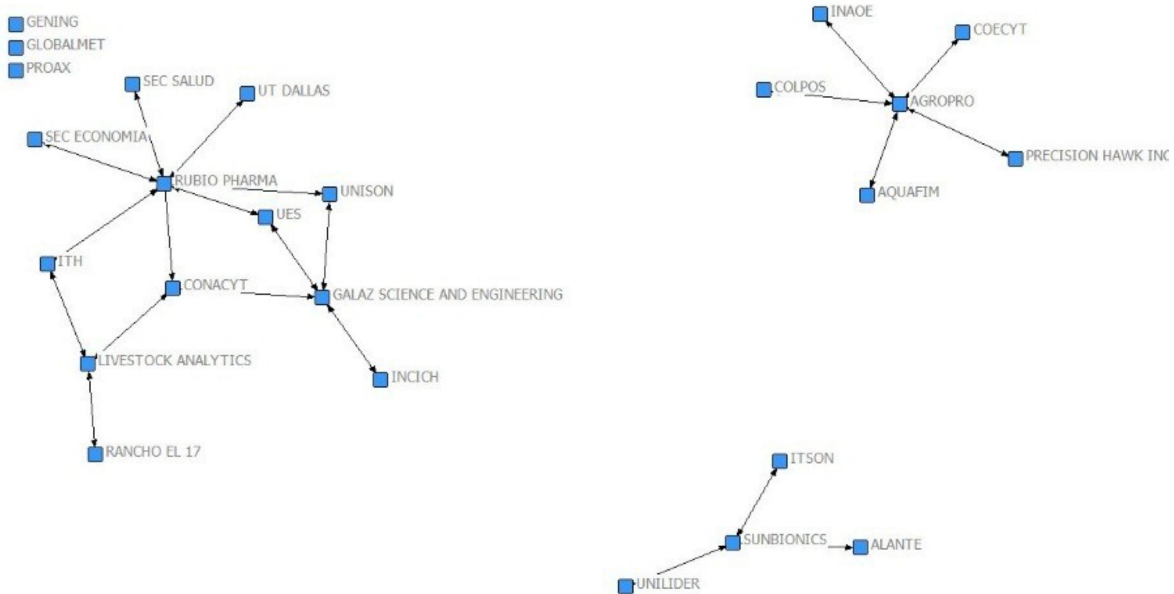 GENING
GLOBALMET
PROAX
SEC SALUD
UT DALLAS
SEC ECONOMIA
RUBIO PHARMA
UNISON
UES
ITH
CONACYT
GALAZ SCIENCE AND ENGINEERING
LIVESTOCK ANALYTICS
INCICH
RANCHO EL 17
INAOE
COECYT
COLPOS
AGROPRO
PRECISION HAWK INC
AQUAFIM
ITSON
SUNBIONICS
ALANTE
UNILIDER